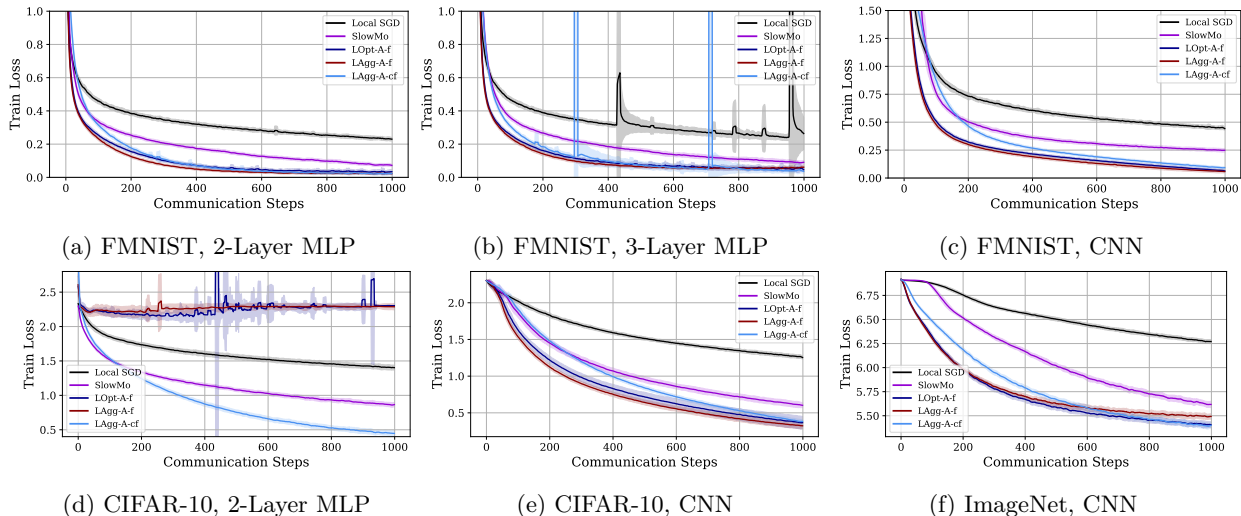 1.0
0.8
0.6
0.4
0.2
0.0
Train Loss
0 200 400 600 800 1000
Communication Steps
Local SGD
SlowMo
LOpt-A-f
LAgg-A-f
LAgg-A-cf
(a) FMNIST, 2-Layer MLP
1.0
0.8
0.6
0.4
0.2
0.0
Train Loss
0 200 400 600 800 1000
Communication Steps
Local SGD
SlowMo
LOpt-A-f
LAgg-A-f
LAgg-A-cf
(b) FMNIST, 3-Layer MLP
1.50
1.25
1.00
0.75
0.50
0.25
0.00
Train Loss
0 200 400 600 800 1000
Communication Steps
Local SGD
SlowMo
LOpt-A-f
LAgg-A-f
LAgg-A-cf
(c) FMNIST, CNN
2.5
2.0
1.5
1.0
0.5
Train Loss
0 200 400 600 800 1000
Communication Steps
Local SGD
SlowMo
LOpt-A-f
LAgg-A-f
LAgg-A-cf
(d) CIFAR-10, 2-Layer MLP
2.0
1.5
1.0
0.5
Train Loss
0 200 400 600 800 1000
Communication Steps
Local SGD
SlowMo
LOpt-A-f
LAgg-A-f
LAgg-A-cf
(e) CIFAR-10, CNN
6.75
6.50
6.25
6.00
5.75
5.50
Train Loss
0 200 400 600 800 1000
Communication Steps
Local SGD
SlowMo
LOpt-A-f
LAgg-A-f
LAgg-A-cf
(f) ImageNet, CNN